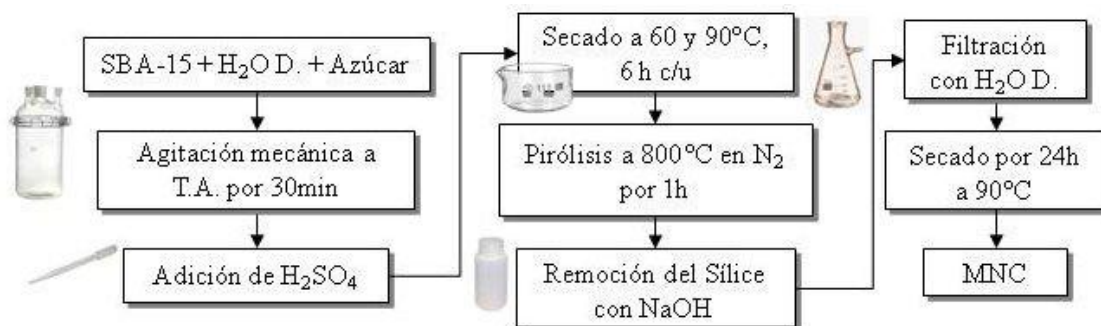 SBA-15 + H₂O D. + Azúcar
Agitación mecánica a
T.A. por 30min
Adición de H₂SO₄
Secado a 60 y 90°C,
6 h c/u
Pirólisis a 800°C en N₂
por 1h
Remoción del Sílice
con NaOH
Filtración
con H₂O D.
Secado por 24h
a 90°C
MNC